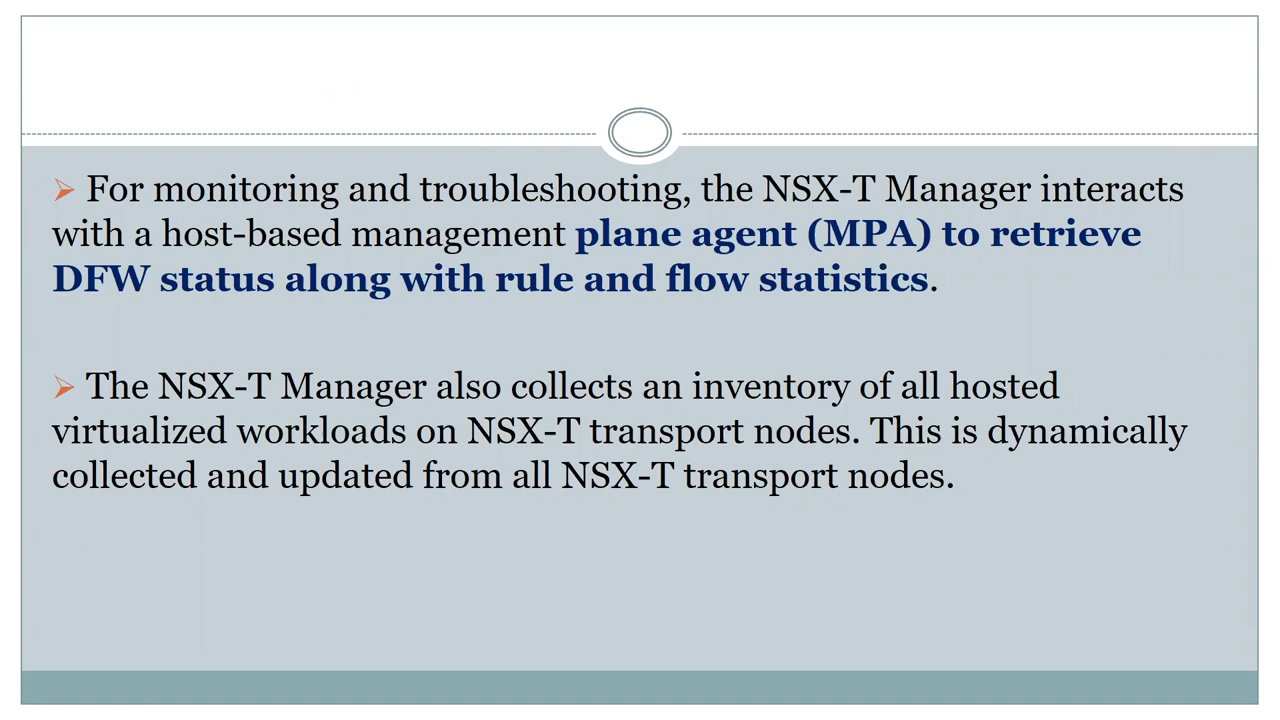 ➢ For monitoring and troubleshooting, the NSX-T Manager interacts
with a host-based management plane agent (MPA) to retrieve
DFW status along with rule and flow statistics.
➢ The NSX-T Manager also collects an inventory of all hosted
virtualized workloads on NSX-T transport nodes. This is dynamically
collected and updated from all NSX-T transport nodes.